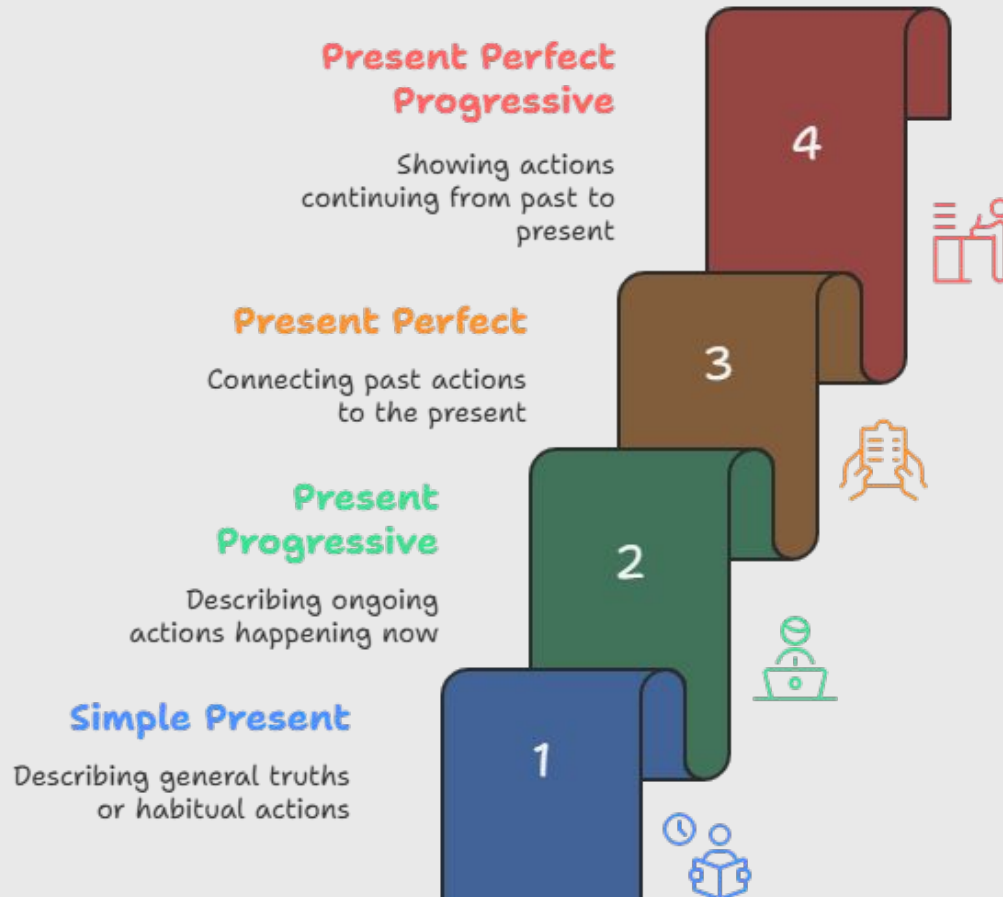 Present Perfect
Progressive
4
Showing actions
continuing from past to
present
Present Perfect
3
Connecting past actions
to the present
Present
Progressive
2
Describing ongoing
actions happening now
Simple Present
1
Describing general truths
or habitual actions